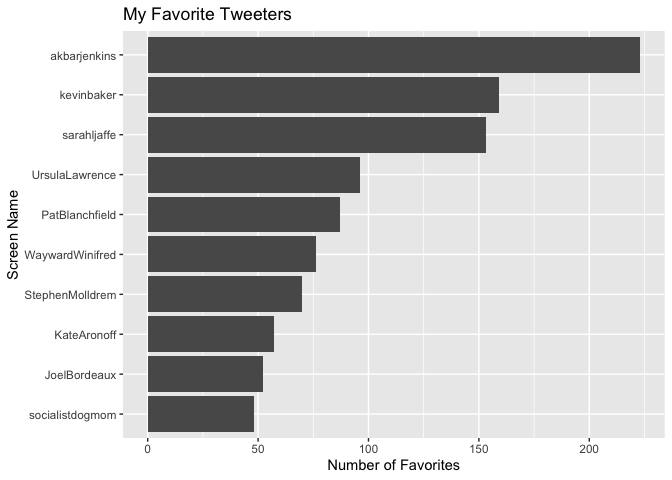 My Favorite Tweeters
Screen Name
akbarjenkins
kevinbaker
sarahljaffe
UrsulaLawrence
PatBlanchfield
WaywardWinifred
StephenMolldrem
KateAronoff
JoelBordeaux
socialistdogmom
0 50 100 150 200
Number of Favorites